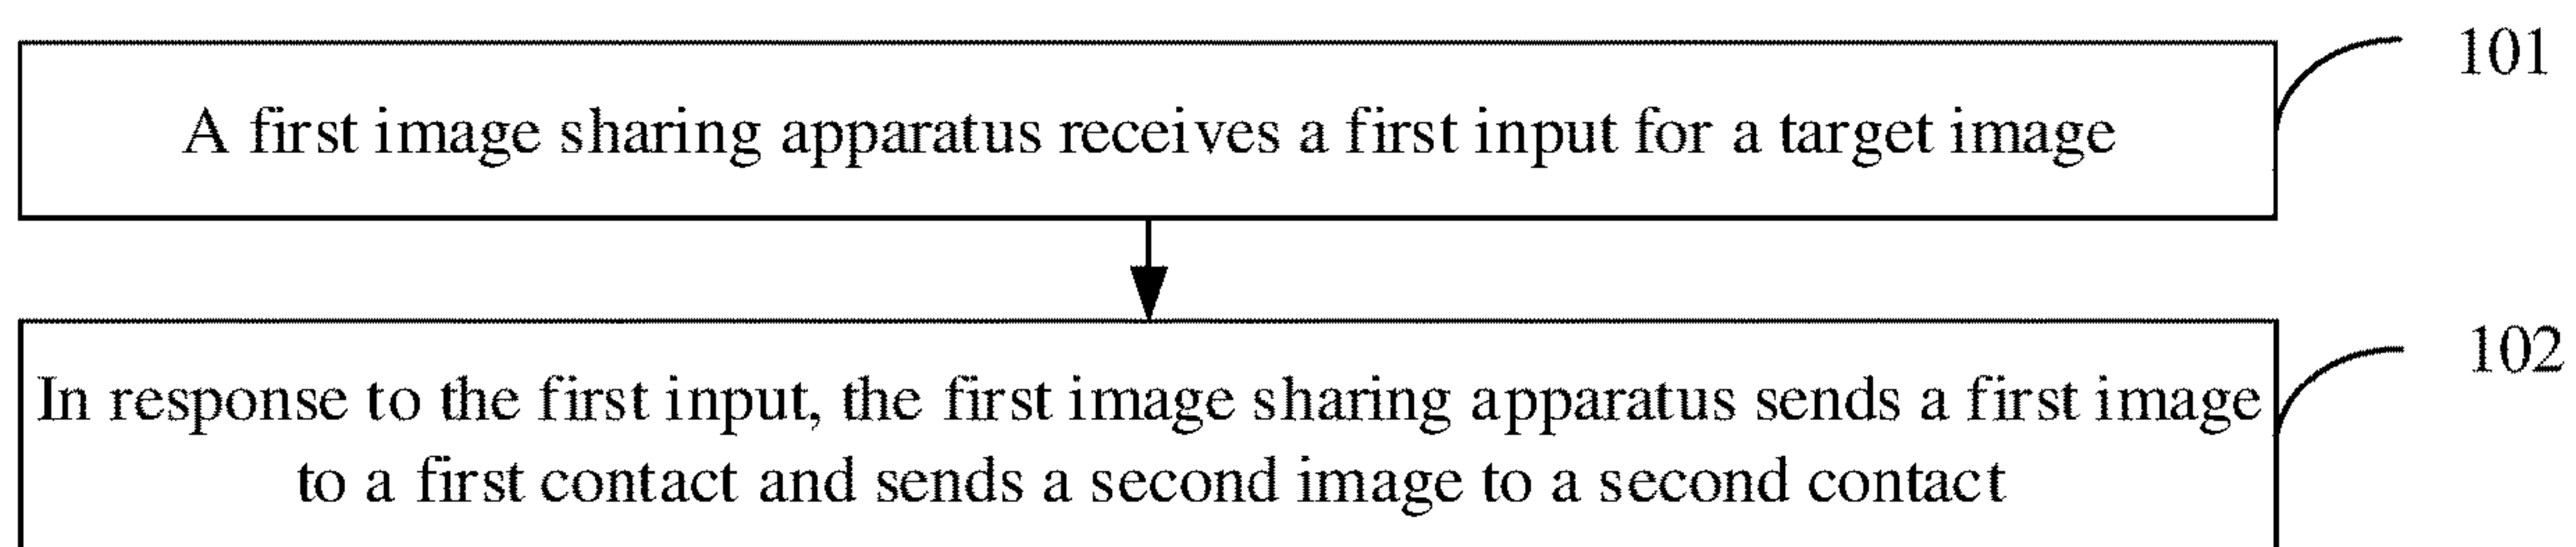 A first image sharing apparatus receives a first input for a target image
101
In response to the first input, the first image sharing apparatus sends a first image
to a first contact and sends a second image to a second contact
102